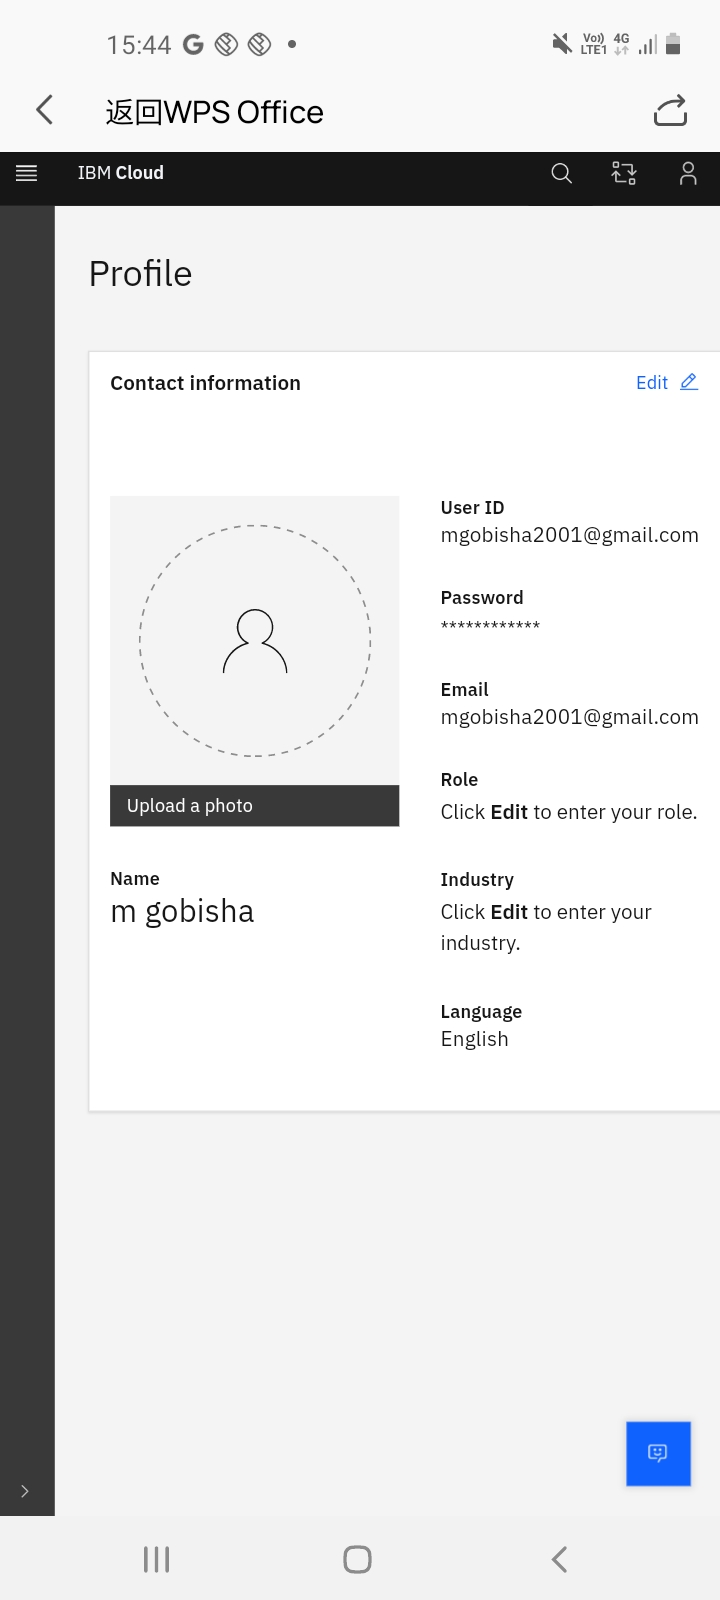 15:44
Vo)) 4G
LTE1
返回WPS Office
IBM Cloud
Profile
Contact information
Edit
User ID
mgobisha2001@gmail.com
Password
************
Email
mgobisha2001@gmail.com
Role
Click Edit to enter your role.
Upload a photo
Name
m gobisha
Industry
Click Edit to enter your
industry.
Language
English